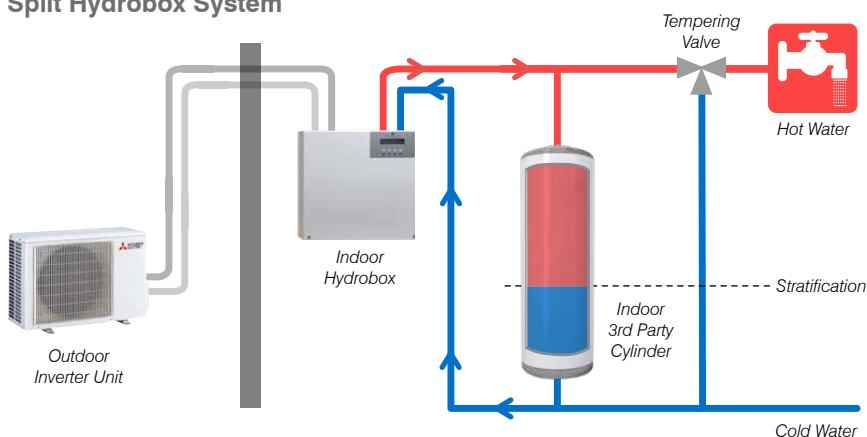 Split Hydrobox System
Tempering
Valve
Hot Water
Indoor
Hydrobox
Stratification
Indoor
3rd Party
Cylinder
Outdoor
Inverter Unit
Cold Water